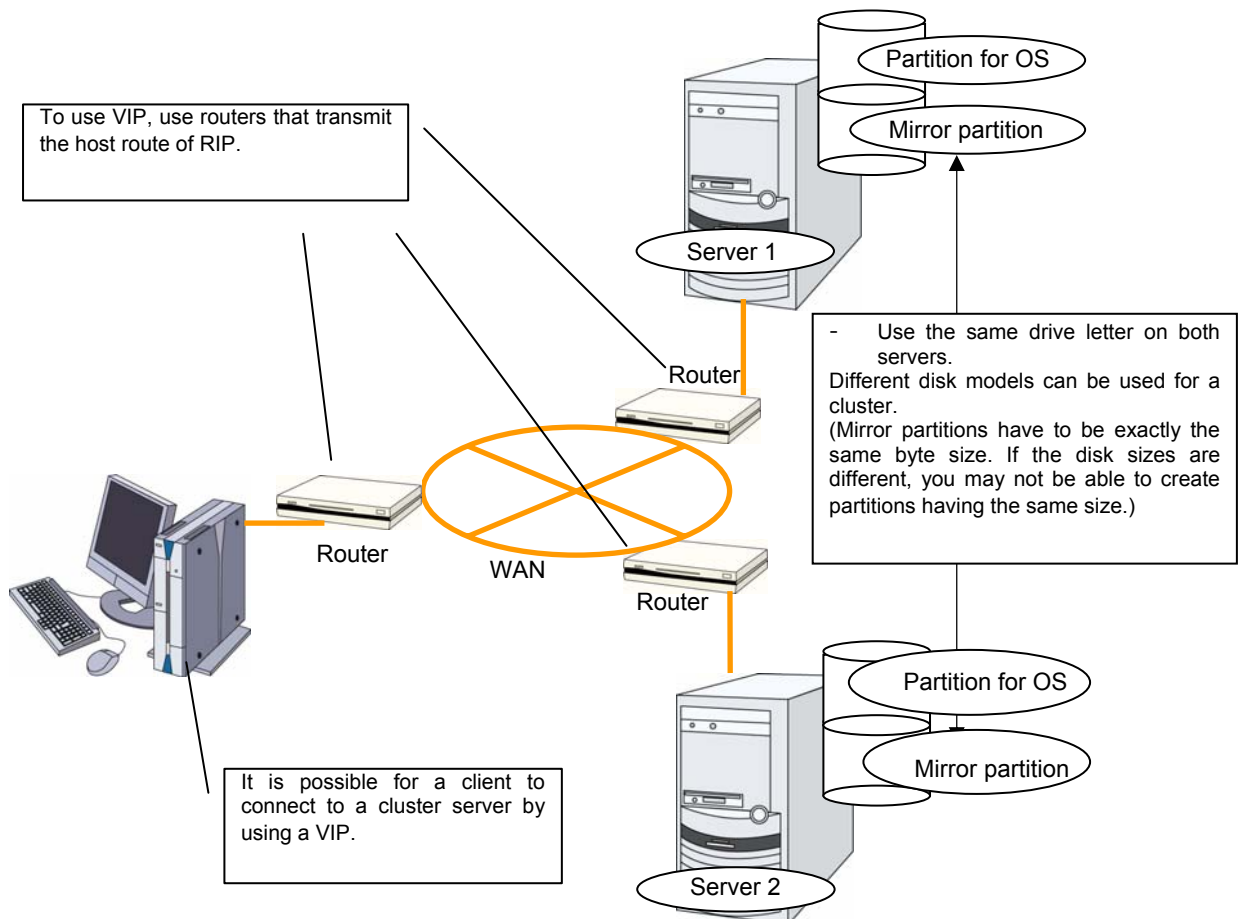 Partition for OS
Mirror partition
To use VIP, use routers that transmit
the host route of RIP.
Server 1
- Use the same drive letter on both
servers.
Different disk models can be used for a
cluster.
(Mirror partitions have to be exactly the
same byte size. If the disk sizes are
different, you may not be able to create
partitions having the same size.)
Router
Router
WAN
Router
Partition for OS
Mirror partition
It is possible for a client to
connect to a cluster server by
using a VIP.
Server 2